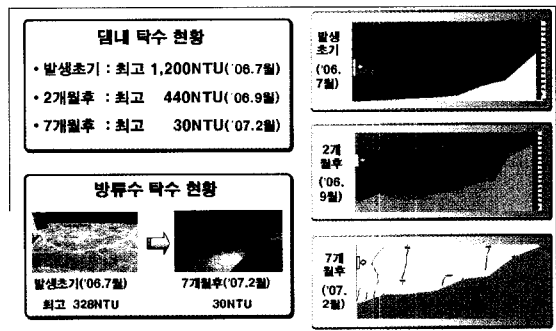 댐내 탁수 현황
• 발생초기 : 최고 1,200NTU('06.7월)
• 2개월후 : 최고 440NTU('06.9월)
• 7개월후 : 최고 30NTU('07.2월)
방류수 탁수 현황
발생초기('06.7월)
최고 328NTU
7개월후('07.2월)
30NTU
발생
초기
('06.
7월)
2개
월후
('06.
9월)
7개
월후
('07.
2월)